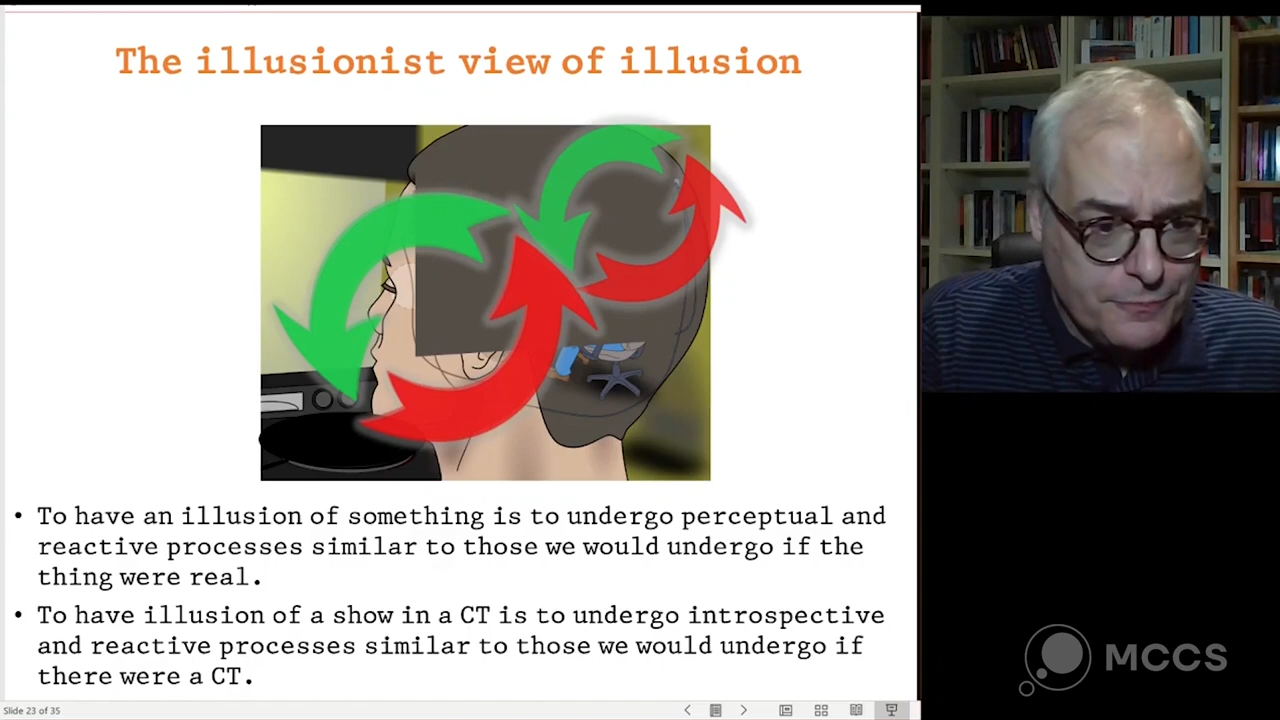 The illusionist view of illusion
• To have an illusion of something is to undergo perceptual and
reactive processes similar to those we would undergo if the
thing were real.
• To have illusion of a show in a CT is to undergo introspective
and reactive processes similar to those we would undergo if
there were a CT.
Slide 23 of 35
MCCS